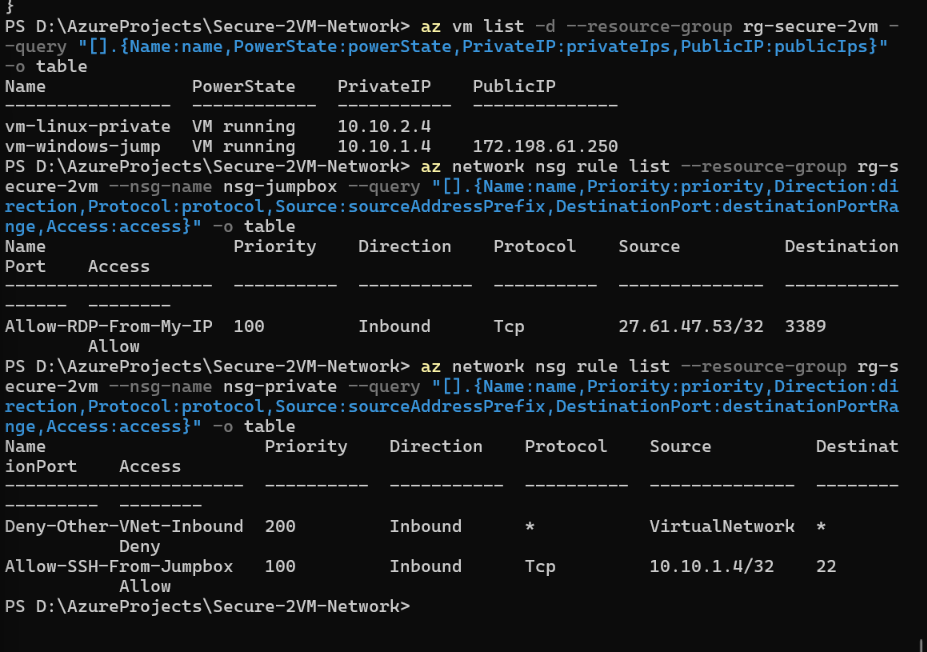 }
PS D:\AzureProjects\Secure-2VM-Network> az vm list -d --resource-group rg-secure-2vm -
-query "[].{Name:name,PowerState:powerState,PrivateIP:privateIps,PublicIP:publicIps}"
-o table
Name              PowerState    PrivateIP    PublicIP
----------------  ------------  -----------  --------------
vm-linux-private  VM running    10.10.2.4
vm-windows-jump   VM running    10.10.1.4    172.198.61.250
PS D:\AzureProjects\Secure-2VM-Network> az network nsg rule list --resource-group rg-s
ecure-2vm --nsg-name nsg-jumpbox --query "[].{Name:name,Priority:priority,Direction:di
rection,Protocol:protocol,Source:sourceAddressPrefix,DestinationPort:destinationPortRa
nge,Access:access}" -o table
Name                  Priority    Direction    Protocol    Source          Destination
Port    Access
--------------------  ----------  -----------  ----------  --------------  -----------
------  --------
Allow-RDP-From-My-IP  100         Inbound      Tcp         27.61.47.53/32  3389
        Allow
PS D:\AzureProjects\Secure-2VM-Network> az network nsg rule list --resource-group rg-s
ecure-2vm --nsg-name nsg-private --query "[].{Name:name,Priority:priority,Direction:di
rection,Protocol:protocol,Source:sourceAddressPrefix,DestinationPort:destinationPortRa
nge,Access:access}" -o table
Name                     Priority    Direction    Protocol    Source          Destinat
ionPort    Access
-----------------------  ----------  -----------  ----------  --------------  --------
---------  --------
Deny-Other-VNet-Inbound  200         Inbound      *           VirtualNetwork  *
           Deny
Allow-SSH-From-Jumpbox   100         Inbound      Tcp         10.10.1.4/32    22
           Allow
PS D:\AzureProjects\Secure-2VM-Network>